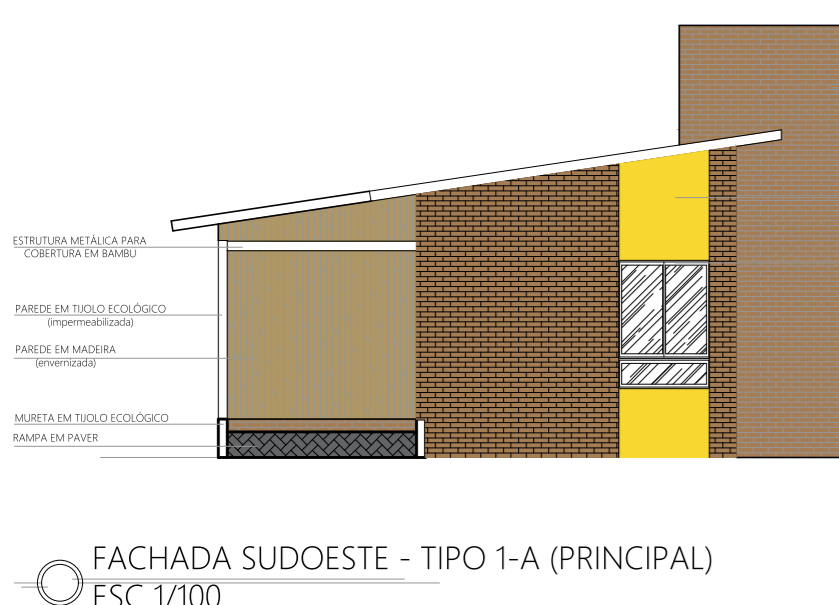 ESTRUTURA METÁLICA PARA
COBERTURA EM BAMBU
PAREDE EM TIJOLO ECOLÓGICO
(impermeabilizada)
PAREDE EM MADEIRA
(envernizada)
MURETA EM TIJOLO ECOLÓGICO
RAMPA EM PAVER
FACHADA SUDOESTE - TIPO 1-A (PRINCIPAL)
ESC 1/100